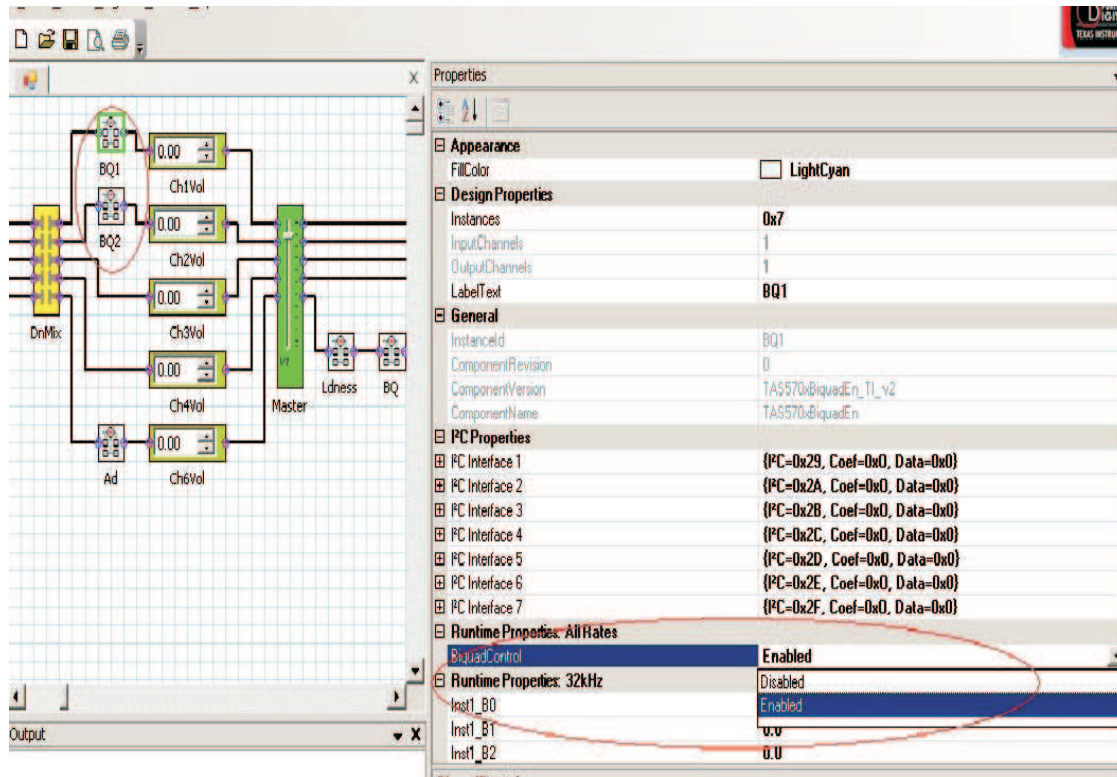 TEXAS INSTRU
Properties
BQ1
0.00
Ch1Vol
BQ2
0.00
Ch2Vol
0.00
DnMix
Ch3Vol
0.00
V1
Ldness
BQ
Ch4Vol
Master
0.00
Ad
Ch6Vol
Output
Appearance
FillColor LightCyan
Design Properties
Instances 0x7
InputChannels 1
OutputChannels 1
LabelText BQ1
General
InstanceId BQ1
ComponentRevision 0
ComponentVersion TAS570xBiquadEn_TI_v2
ComponentName TAS570xBiquadEn
I²C Properties
I²C Interface 1 {I²C=0x29, Coef=0x0, Data=0x0}
I²C Interface 2 {I²C=0x2A, Coef=0x0, Data=0x0}
I²C Interface 3 {I²C=0x2B, Coef=0x0, Data=0x0}
I²C Interface 4 {I²C=0x2C, Coef=0x0, Data=0x0}
I²C Interface 5 {I²C=0x2D, Coef=0x0, Data=0x0}
I²C Interface 6 {I²C=0x2E, Coef=0x0, Data=0x0}
I²C Interface 7 {I²C=0x2F, Coef=0x0, Data=0x0}
Runtime Properties: All Rates
BiquadControl Enabled
Runtime Properties: 32kHz Disabled
Inst1_B0 Enabled
Inst1_B1 0.0
Inst1_B2 0.0